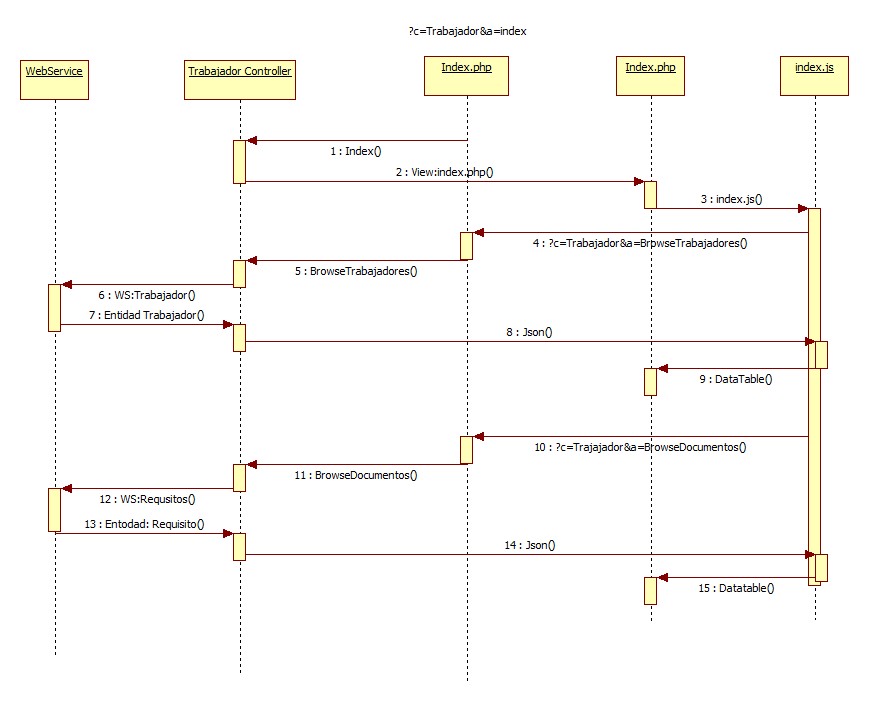 ?c=Trabajador&a=index
WebService
Trabajador Controller
Index.php
Index.php
index.js
1 : Index()
2 : View:index.php()
3 : index.js()
4 : ?c=Trabajador&a=BrowseTrabajadores()
5 : BrowseTrabajadores()
6 : WS:Trabajador()
7 : Entidad Trabajador()
8 : Json()
9 : DataTable()
10 : ?c=Trajajador&a=BrowseDocumentos()
11 : BrowseDocumentos()
12 : WS:Requsitos()
13 : Entodad: Requisito()
14 : Json()
15 : Datatable()